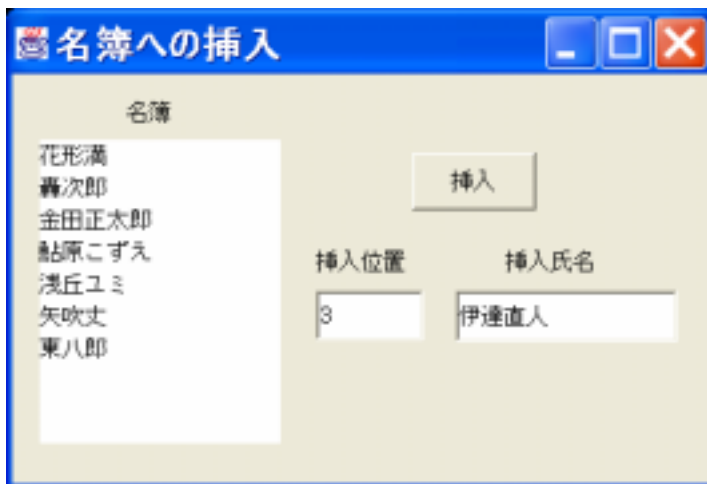 名簿への挿入
名簿
花形満
轟次郎
金田正太郎
鮎原こずえ
浅丘ユミ
矢吹丈
東八郎
挿入
挿入位置 挿入氏名
3 伊達直人